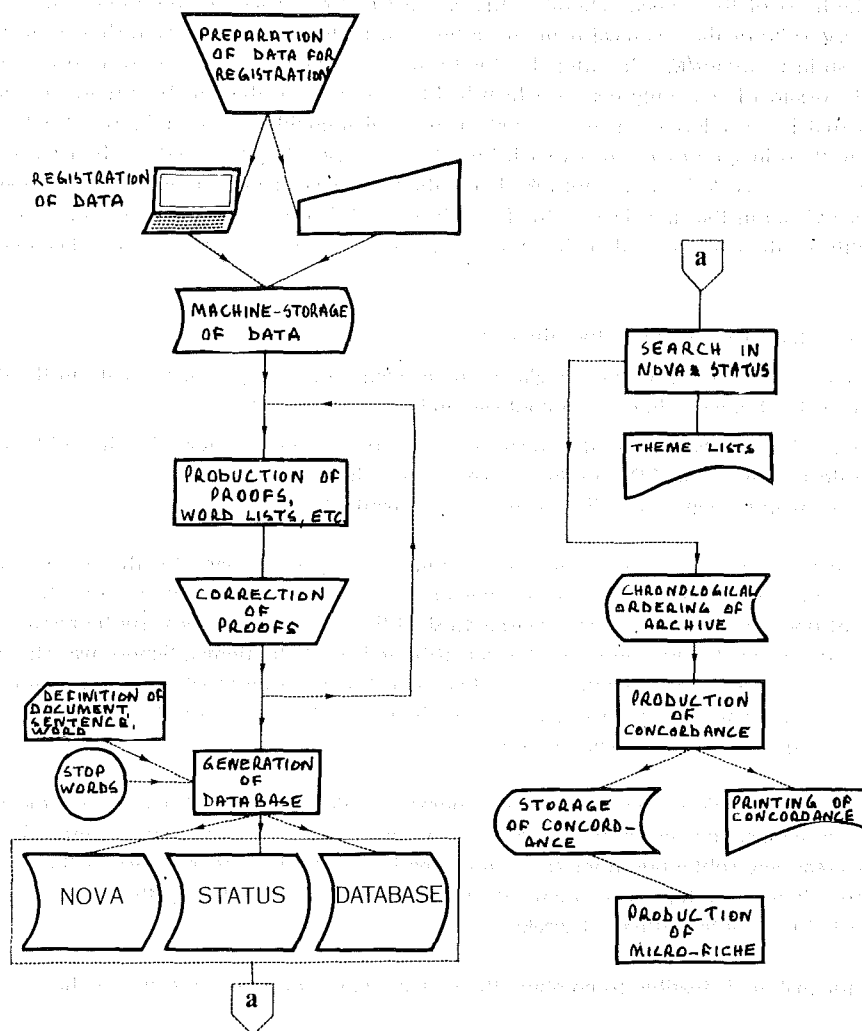 PREPARATION
OF DATA FOR
REGISTRATION
REGISTRATION
OF DATA
MACHINE-STORAGE
OF DATA
PRODUCTION OF
PROOFS,
WORD LISTS, ETC.
CORRECTION
OF
PROOFS
DEFINITION OF
DOCUMENT,
SENTENCE,
WORD
STOP
WORDS
GENERATION
OF
DATABASE
NOVA
STATUS
DATABASE
a
a
SEARCH IN
NOVA & STATUS
THEME LISTS
CHRONOLOGICAL
ORDERING OF
ARCHIVE
PRODUCTION
OF
CONCORDANCE
STORAGE
OF CONCORD-
ANCE
PRINTING OF
CONCORDANCE
PRODUCTION
OF
MICRO-FICHE